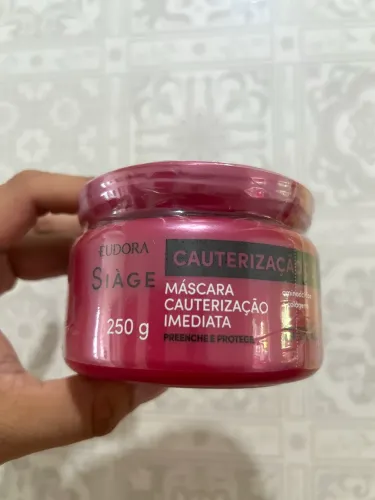 EUDORA
SIÀGE
250 g
CAUTERIZAÇÃ
MÁSCARA
CAUTERIZAÇÃO
IMEDIATA
PREENCHE E PROTEGE